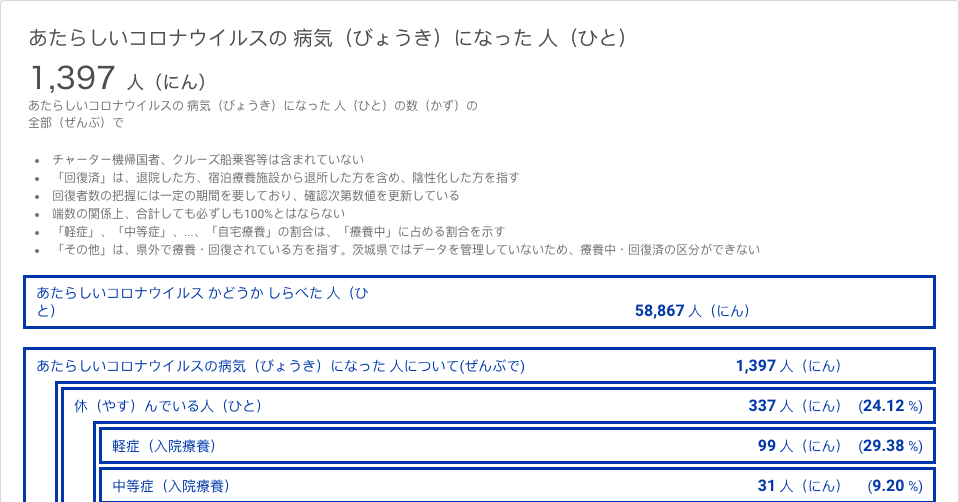 あたらしいコロナウイルスの 病気（びょうき）になった 人（ひと）
1,397 人（にん）
あたらしいコロナウイルスの 病気（びょうき）になった 人（ひと）の数（かず）の
全部（ぜんぶ）で
• チャーター機帰国者、クルーズ船乗客等は含まれていない
• 「回復済」は、退院した方、宿泊療養施設から退所した方を含め、陰性化した方を指す
• 回復者数の把握には一定の期間を要しており、確認次第数値を更新している
• 端数の関係上、合計しても必ずしも100%とはならない
• 「軽症」、「中等症」、...、「自宅療養」の割合は、「療養中」に占める割合を示す
• 「その他」は、県外で療養・回復されている方を指す。茨城県ではデータを管理していないため、療養中・回復済の区分ができない
あたらしいコロナウイルス かどうか しらべた 人（ひ
と） 58,867 人（にん）
あたらしいコロナウイルスの病気（びょうき）になった 人について(ぜんぶで) 1,397 人（にん）
休（やす）んでいる人（ひと） 337 人（にん） (24.12 %)
軽症（入院療養） 99 人（にん） (29.38 %)
中等症（入院療養） 31 人（にん） (9.20 %)